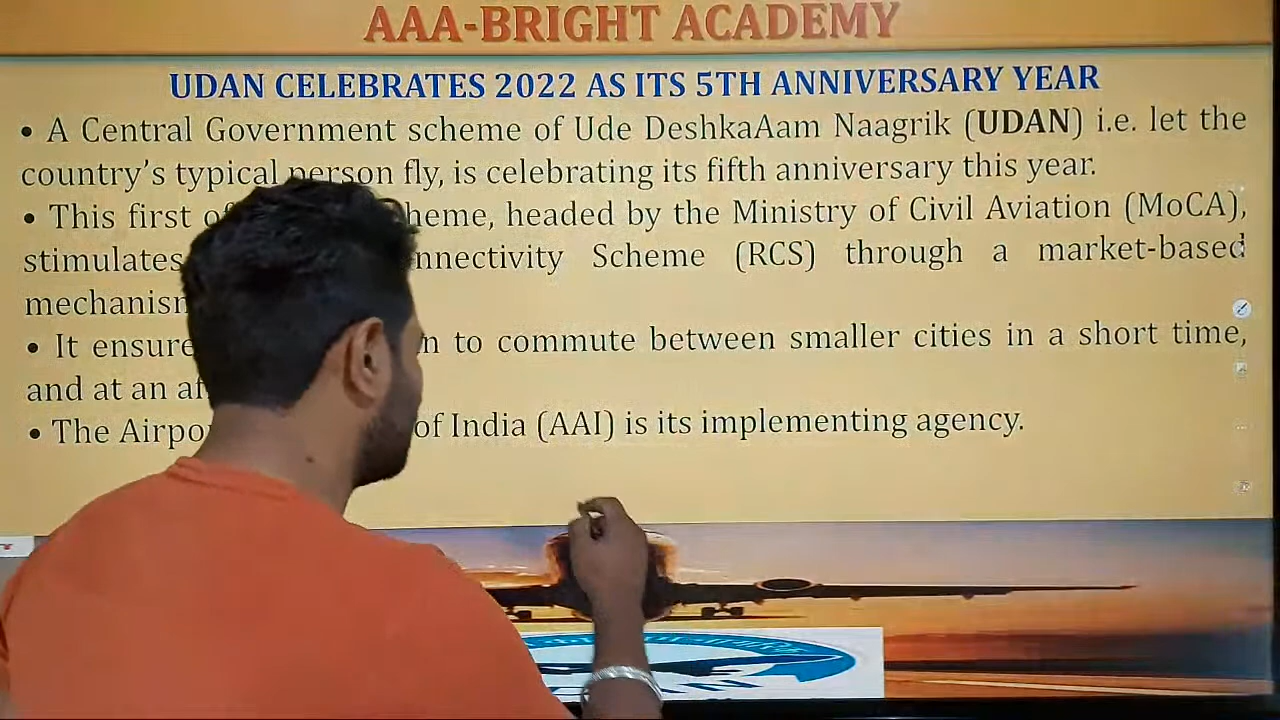 AAA-BRIGHT ACADEMY
UDAN CELEBRATES 2022 AS ITS 5TH ANNIVERSARY YEAR
• A Central Government scheme of Ude DeshkaAam Naagrik (UDAN) i.e. let the
country's typical person fly, is celebrating its fifth anniversary this year.
• This first of heme, headed by the Ministry of Civil Aviation (MoCA),
stimulates nnectivity Scheme (RCS) through a market-based
mechanism
• It ensure n to commute between smaller cities in a short time,
and at an af
• The Airpo of India (AAI) is its implementing agency.